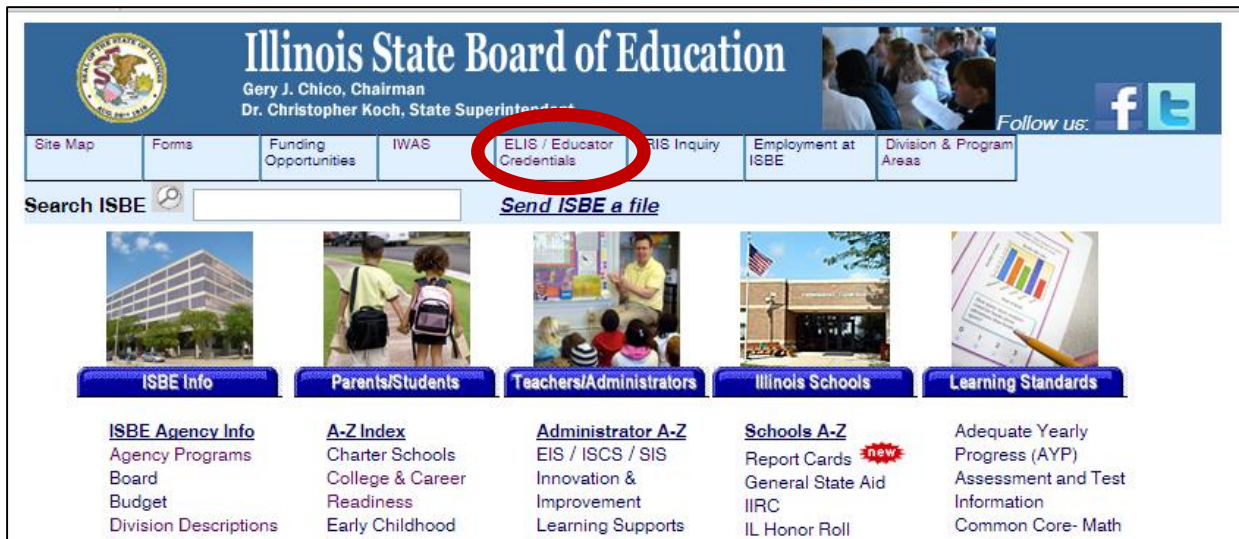 Illinois State Board of Education
Gery J. Chico, Chairman
Dr. Christopher Koch, State Superintendent
Follow us:
Site Map
Forms
Funding
Opportunities
IWAS
ELIS / Educator
Credentials
RIS Inquiry
Employment at
ISBE
Division & Program
Areas
Search ISBE
Send ISBE a file
ISBE Info
Parents/Students
Teachers/Administrators
Illinois Schools
Learning Standards
ISBE Agency Info
Agency Programs
Board
Budget
Division Descriptions
A-Z Index
Charter Schools
College & Career
Readiness
Early Childhood
Administrator A-Z
EIS / ISCS / SIS
Innovation &
Improvement
Learning Supports
Schools A-Z
Report Cards new
General State Aid
IIRC
IL Honor Roll
Adequate Yearly
Progress (AYP)
Assessment and Test
Information
Common Core- Math